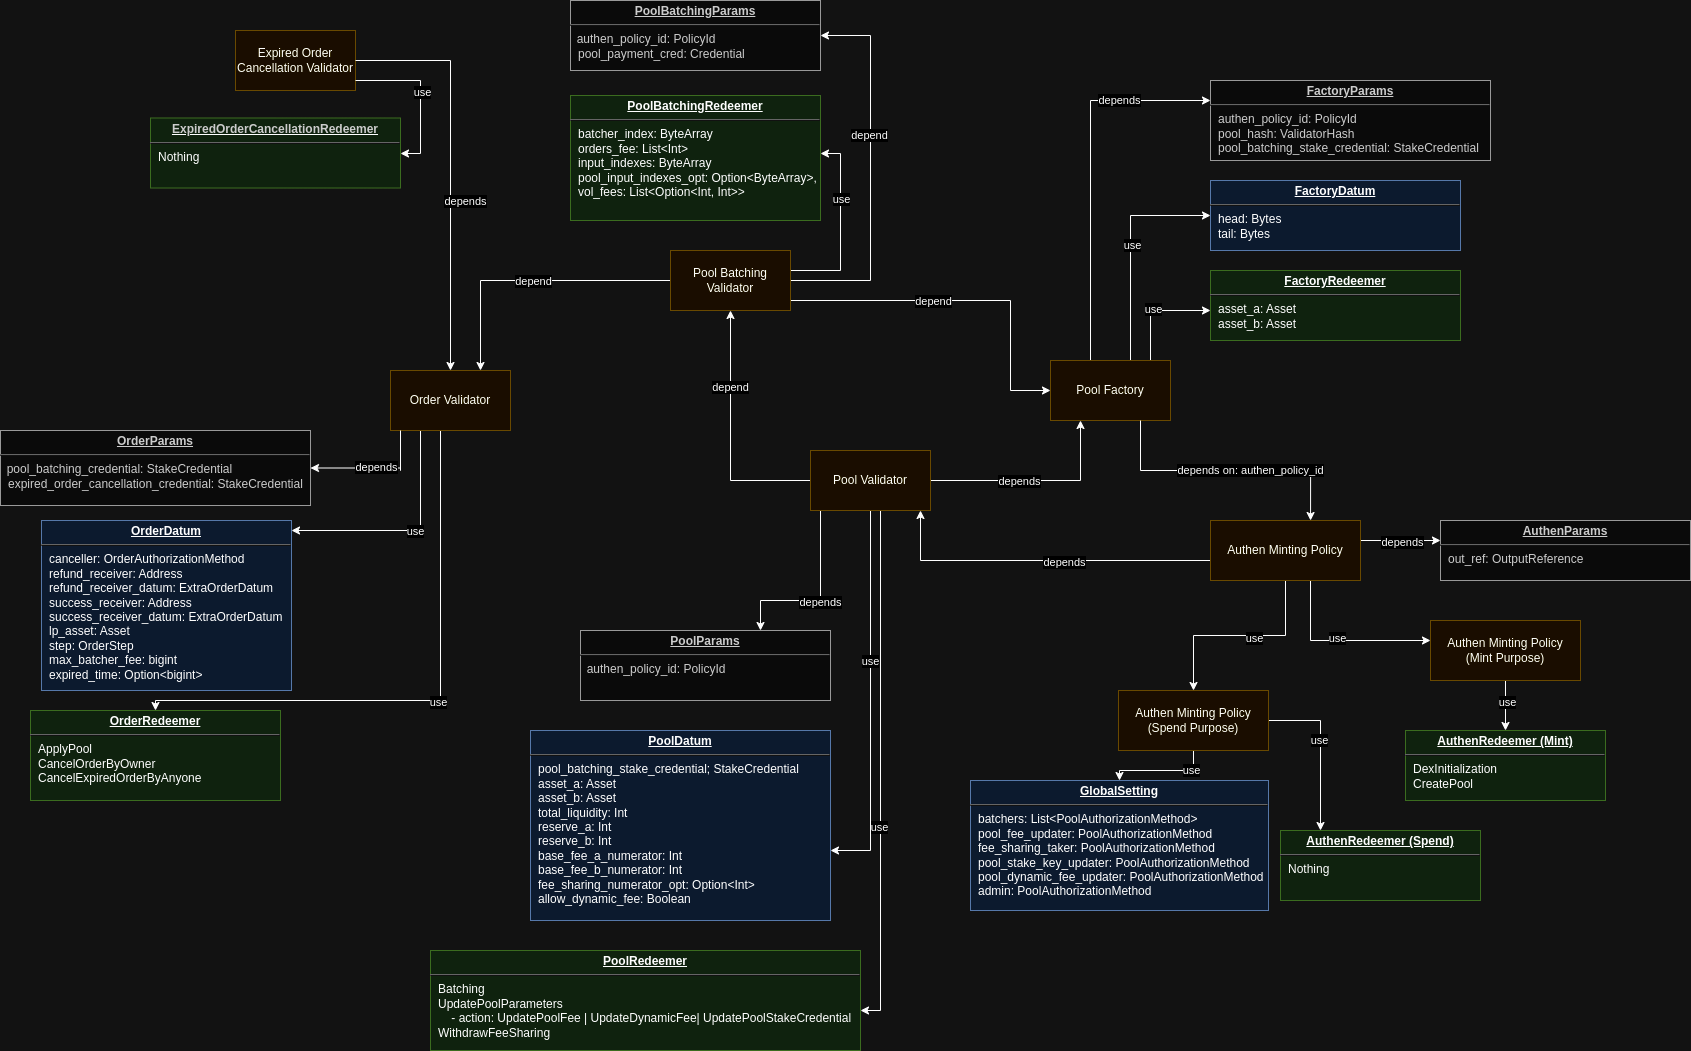 PoolBatchingParams
authen_policy_id: PolicyId
pool_payment_cred: Credential
Expired Order
Cancellation Validator
use
ExpiredOrderCancellationRedeemer
Nothing
depends
PoolBatchingRedeemer
batcher_index: ByteArray
orders_fee: List<Int>
input_indexes: ByteArray
pool_input_indexes_opt: Option<ByteArray>,
vol_fees: List<Option<Int, Int>>
depend
use
depends
FactoryParams
authen_policy_id: PolicyId
pool_hash: ValidatorHash
pool_batching_stake_credential: StakeCredential
FactoryDatum
head: Bytes
tail: Bytes
use
FactoryRedeemer
asset_a: Asset
asset_b: Asset
use
Pool Batching
Validator
depend
depend
depend
Pool Factory
Order Validator
OrderParams
pool_batching_credential: StakeCredential
expired_order_cancellation_credential: StakeCredential
depends
Pool Validator
depends
depends on: authen_policy_id
OrderDatum
canceller: OrderAuthorizationMethod
refund_receiver: Address
refund_receiver_datum: ExtraOrderDatum
success_receiver: Address
success_receiver_datum: ExtraOrderDatum
lp_asset: Asset
step: OrderStep
max_batcher_fee: bigint
expired_time: Option<bigint>
use
use
OrderRedeemer
ApplyPool
CancelOrderByOwner
CancelExpiredOrderByAnyone
Authen Minting Policy
depends
AuthenParams
out_ref: OutputReference
depends
depends
PoolParams
authen_policy_id: PolicyId
use
use
use
Authen Minting Policy
(Mint Purpose)
use
Authen Minting Policy
(Spend Purpose)
use
use
AuthenRedeemer (Mint)
DexInitialization
CreatePool
PoolDatum
pool_batching_stake_credential; StakeCredential
asset_a: Asset
asset_b: Asset
total_liquidity: Int
reserve_a: Int
reserve_b: Int
base_fee_a_numerator: Int
base_fee_b_numerator: Int
fee_sharing_numerator_opt: Option<Int>
allow_dynamic_fee: Boolean
use
GlobalSetting
batchers: List<PoolAuthorizationMethod>
pool_fee_updater: PoolAuthorizationMethod
fee_sharing_taker: PoolAuthorizationMethod
pool_stake_key_updater: PoolAuthorizationMethod
pool_dynamic_fee_updater: PoolAuthorizationMethod
admin: PoolAuthorizationMethod
AuthenRedeemer (Spend)
Nothing
PoolRedeemer
Batching
UpdatePoolParameters
- action: UpdatePoolFee | UpdateDynamicFee| UpdatePoolStakeCredential
WithdrawFeeSharing